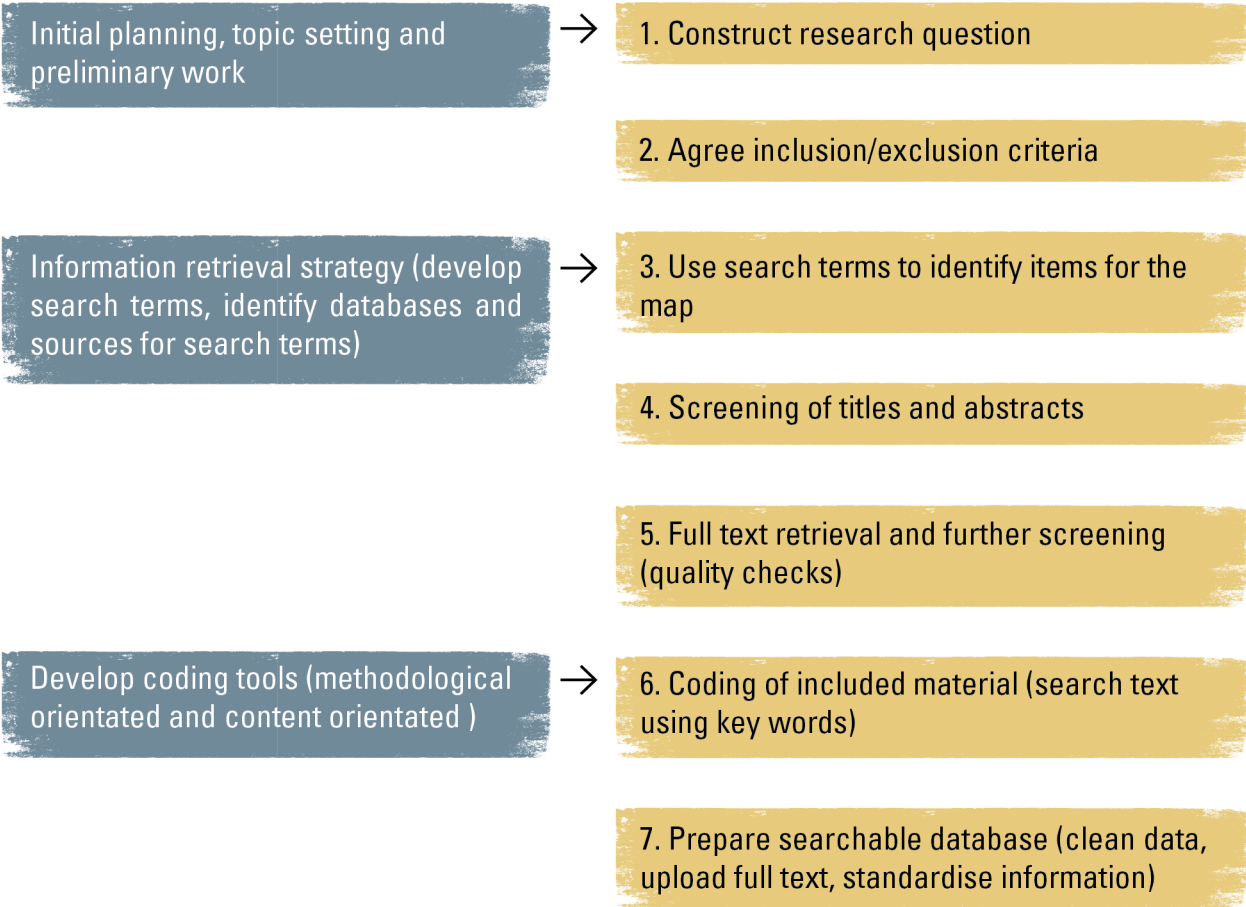 Initial planning, topic setting and
preliminary work
→
1. Construct research question
2. Agree inclusion/exclusion criteria
Information retrieval strategy (develop
search terms, identify databases and
sources for search terms)
→
3. Use search terms to identify items for the
map
4. Screening of titles and abstracts
5. Full text retrieval and further screening
(quality checks)
Develop coding tools (methodological
orientated and content orientated )
→
6. Coding of included material (search text
using key words)
7. Prepare searchable database (clean data,
upload full text, standardise information)